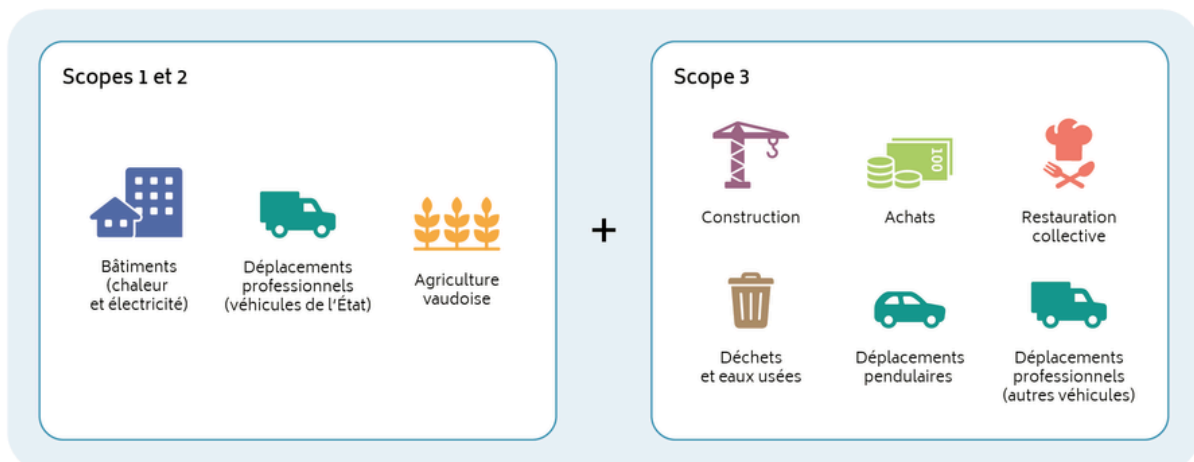 Scopes 1 et 2
Bâtiments
(chaleur
et électricité)
Déplacements
professionnels
(véhicules de l'État)
Agriculture
vaudoise
+
Scope 3
Construction
100
Achats
Restauration
collective
Déchets
et eaux usées
Déplacements
pendulaires
Déplacements
professionnels
(autres véhicules)